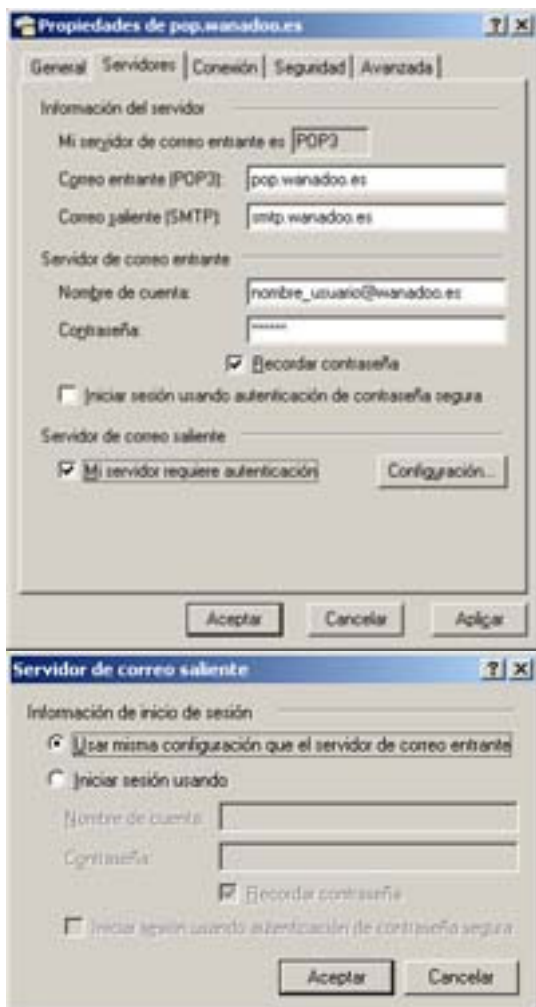 Propiedades de pop.wanadoo.es
General Servidores Conexión Seguridad Avanzada
Información del servidor
Mi servidor de correo entrante es POP3
Correo entrante (POP3): pop.wanadoo.es
Correo saliente (SMTP): smtp.wanadoo.es
Servidor de correo entrante
Nombre de cuenta: nombre_usuario@wanadoo.es
Contraseña: ******
Recordar contraseña
Iniciar sesión usando autenticación de contraseña segura
Servidor de correo saliente
Mi servidor requiere autenticación Configuración...
Aceptar Cancelar Aplicar
Servidor de correo saliente
Información de inicio de sesión
Usar misma configuración que el servidor de correo entrante
Iniciar sesión usando
Nombre de cuenta:
Contraseña:
Recordar contraseña
Iniciar sesión usando autenticación de contraseña segura
Aceptar Cancelar